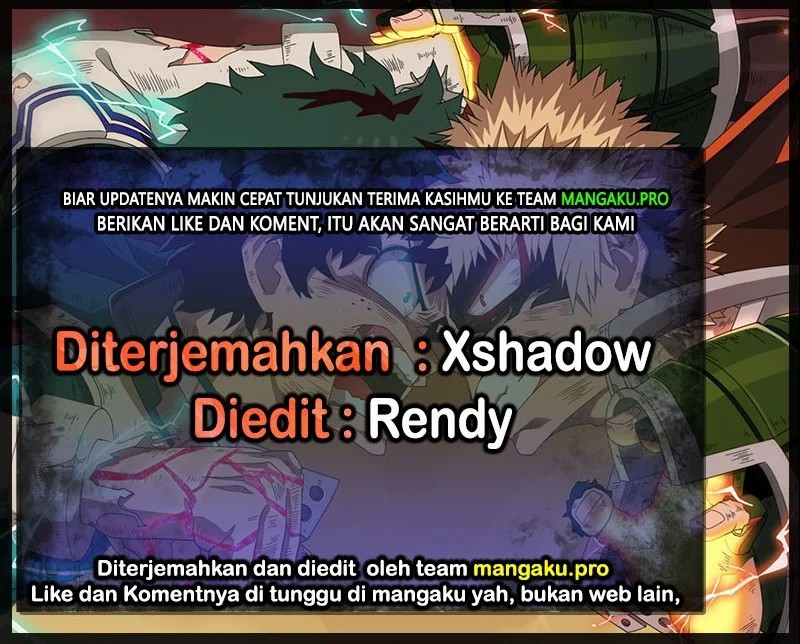 BIAR UPDATENYA MAKIN CEPAT TUNJUKAN TERIMA KASIHMU KE TEAM MANGAKU.PRO
BERIKAN LIKE DAN KOMENT, ITU AKAN SANGAT BERARTI BAGI KAMI
Diterjemahkan : Xshadow
Diedit : Rendy
Diterjemahkan dan diedit oleh team mangaku.pro
Like dan Komentnya di tunggu di mangaku yah, bukan web lain,